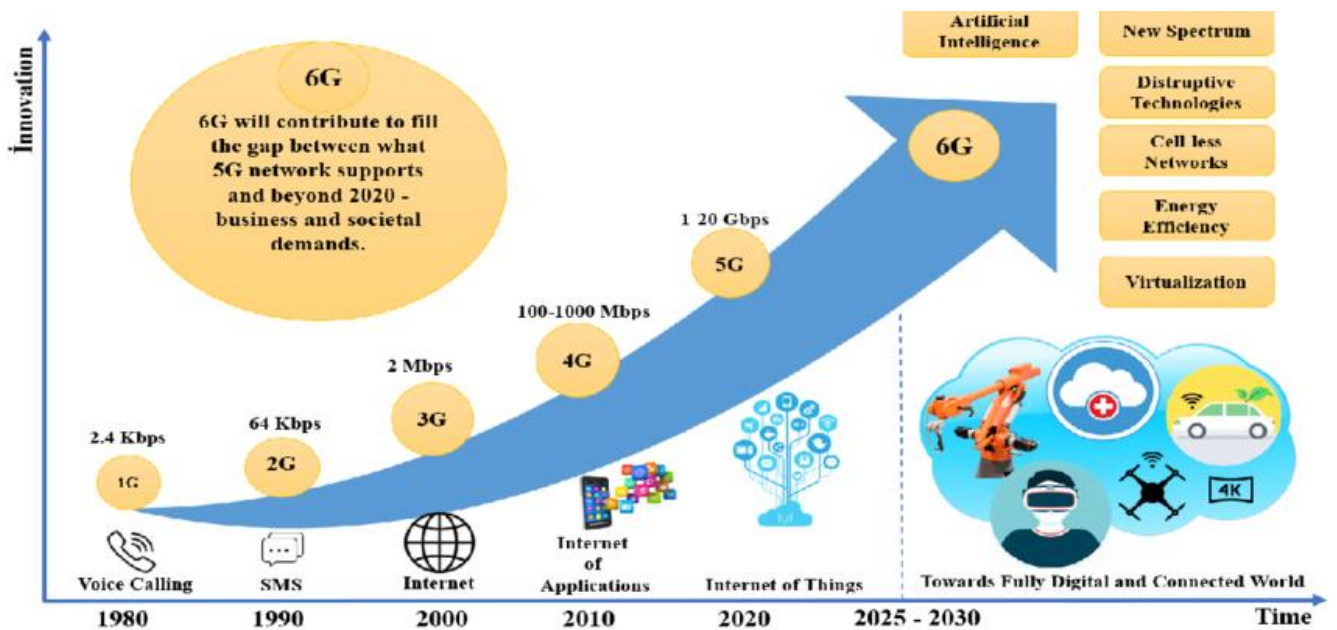 İnnovation
6G
6G will contribute to fill
the gap between what
5G network supports
and beyond 2020 -
business and societal
demands.
Artificial
Intelligence
New Spectrum
Distruptive
Technologies
Cell less
Networks
Energy
Efficiency
Virtualization
6G
1-20 Gbps
5G
100-1000 Mbps
4G
2 Mbps
3G
64 Kbps
2G
2.4 Kbps
1G
IoT
4K
Voice Calling
SMS
Internet
Internet
of
Applications
Internet of Things
Towards Fully Digital and Connected World
1980
1990
2000
2010
2020
2025 - 2030
Time